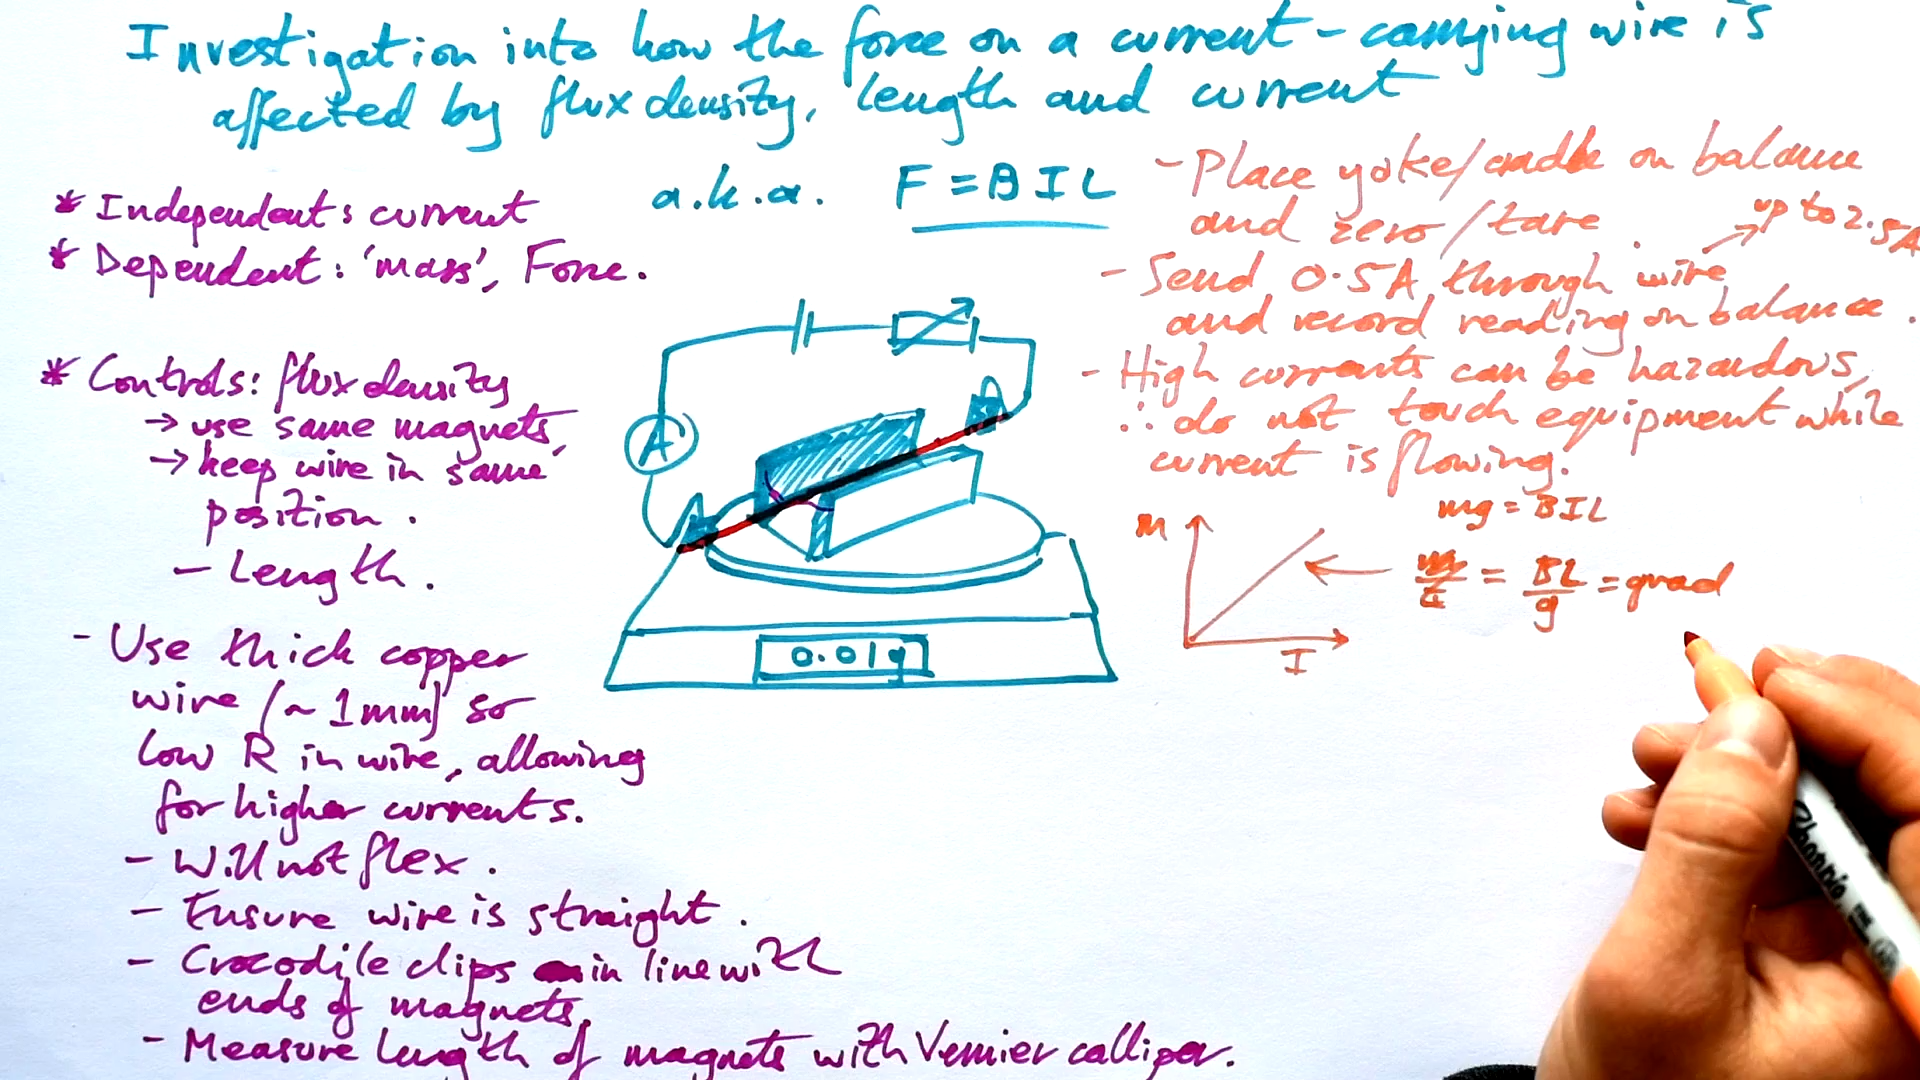 Investigation into how the force on a current-carrying wire is
affected by flux density, length and current
a.k.a. F = BIL
* Independent: current
* Dependent: 'mass', Force.
* Controls: flux density
→ use same magnets,
→ keep wire in same
position.
- Length.
- Use thick copper
wire (~1mm) so
low R in wire, allowing
for higher currents.
- Will not flex.
- Ensure wire is straight.
- Crocodile clips in line with
ends of magnets.
- Measure length of magnets with Vernier calliper.
A
0.01g
- Place yoke/cradle on balance
and zero/tare.
up to 2.5A
- Send 0.5A through wire
and record reading on balance.
- High currents can be hazardous,
∴ do not touch equipment while
current is flowing.
mg = BIL
M
I
m/I = BL/g = grad
Sharpie
FINE